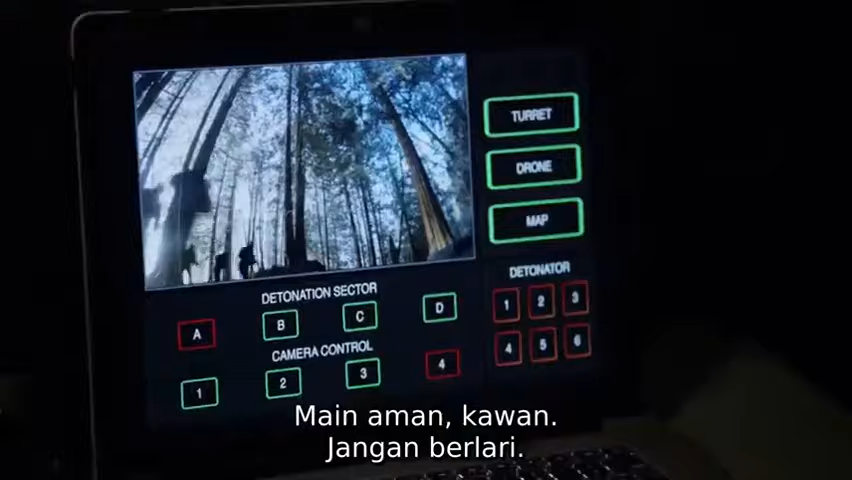 TURRET
DRONE
MAP
DETONATION SECTOR
A B C D
CAMERA CONTROL
1 2 3 4
DETONATOR
1 2 3
4 5 6
Main aman, kawan.
Jangan berlari.